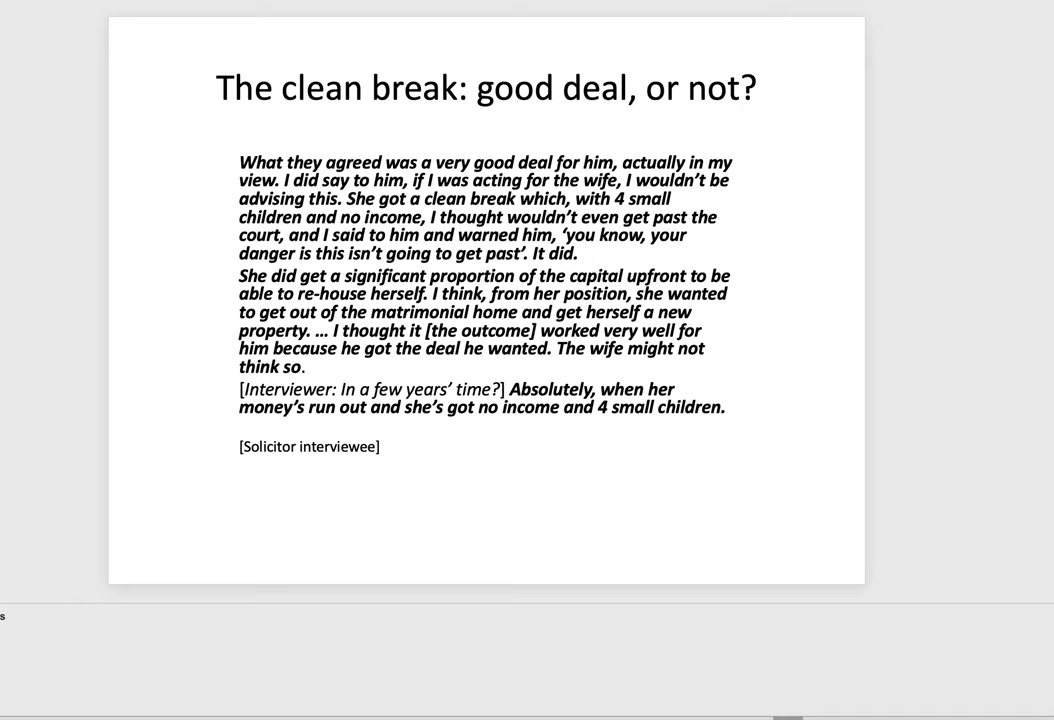 The clean break: good deal, or not?
What they agreed was a very good deal for him, actually in my
view. I did say to him, if I was acting for the wife, I wouldn’t be
advising this. She got a clean break which, with 4 small
children and no income, I thought wouldn’t even get past the
court, and I said to him and warned him, ‘you know, your
danger is this isn’t going to get past’. It did.
She did get a significant proportion of the capital upfront to be
able to re-house herself. I think, from her position, she wanted
to get out of the matrimonial home and get herself a new
property. … I thought it [the outcome] worked very well for
him because he got the deal he wanted. The wife might not
think so.
[Interviewer: In a few years’ time?] Absolutely, when her
money’s run out and she’s got no income and 4 small children.
[Solicitor interviewee]
s